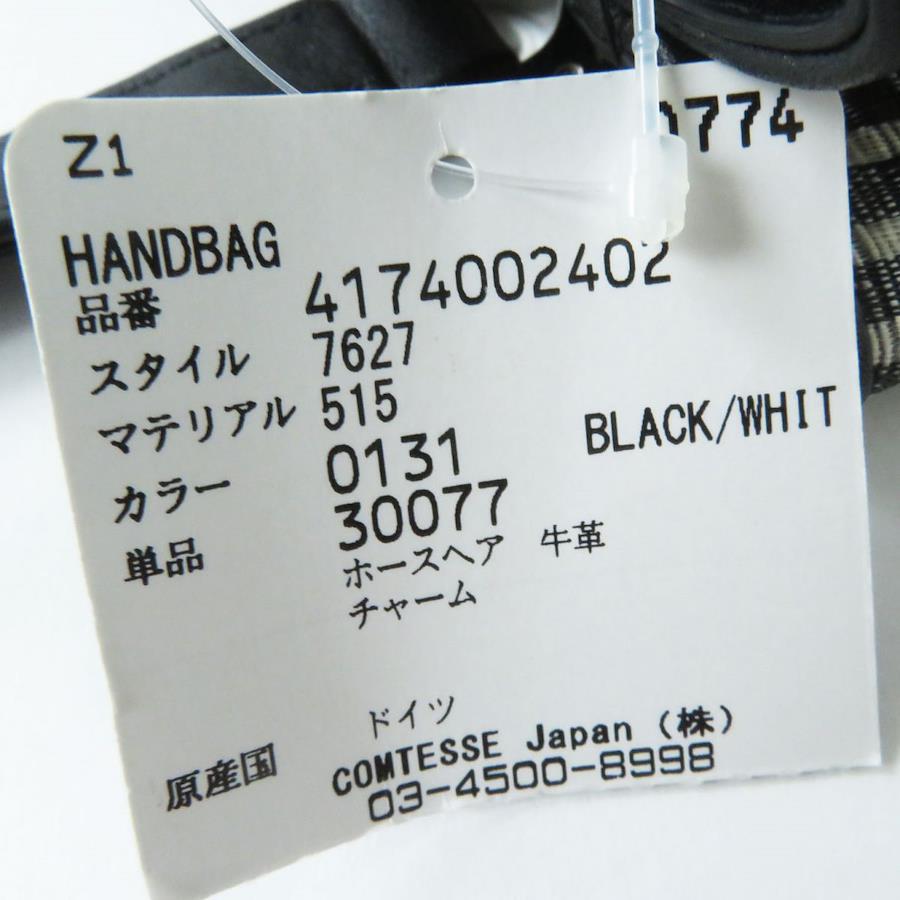 Z1
0774
HANDBAG
品番 4174002402
スタイル 7627
マテリアル 515
カラー 0131 BLACK/WHIT
単品 30077
ホースヘア 牛革
チャーム
原産国 ドイツ
COMTESSE Japan (株)
03-4500-8998